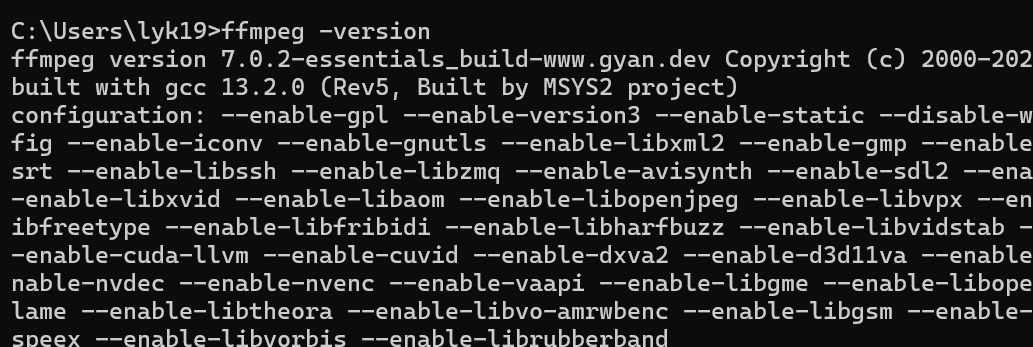 C:\Users\lyk19>ffmpeg -version
ffmpeg version 7.0.2-essentials_build-www.gyan.dev Copyright (c) 2000-202
built with gcc 13.2.0 (Rev5, Built by MSYS2 project)
configuration: --enable-gpl --enable-version3 --enable-static --disable-w
fig --enable-iconv --enable-gnutls --enable-libxml2 --enable-gmp --enable
srt --enable-libssh --enable-libzmq --enable-avisynth --enable-sdl2 --ena
-enable-libxvid --enable-libaom --enable-libopenjpeg --enable-libvpx --en
ibfreetype --enable-libfribidi --enable-libharfbuzz --enable-libvidstab -
-enable-cuda-llvm --enable-cuvid --enable-dxva2 --enable-d3d11va --enable
nable-nvdec --enable-nvenc --enable-vaapi --enable-libgme --enable-libope
lame --enable-libtheora --enable-libvo-amrwbenc --enable-libgsm --enable-
speex --enable-libvorbis --enable-librubberband